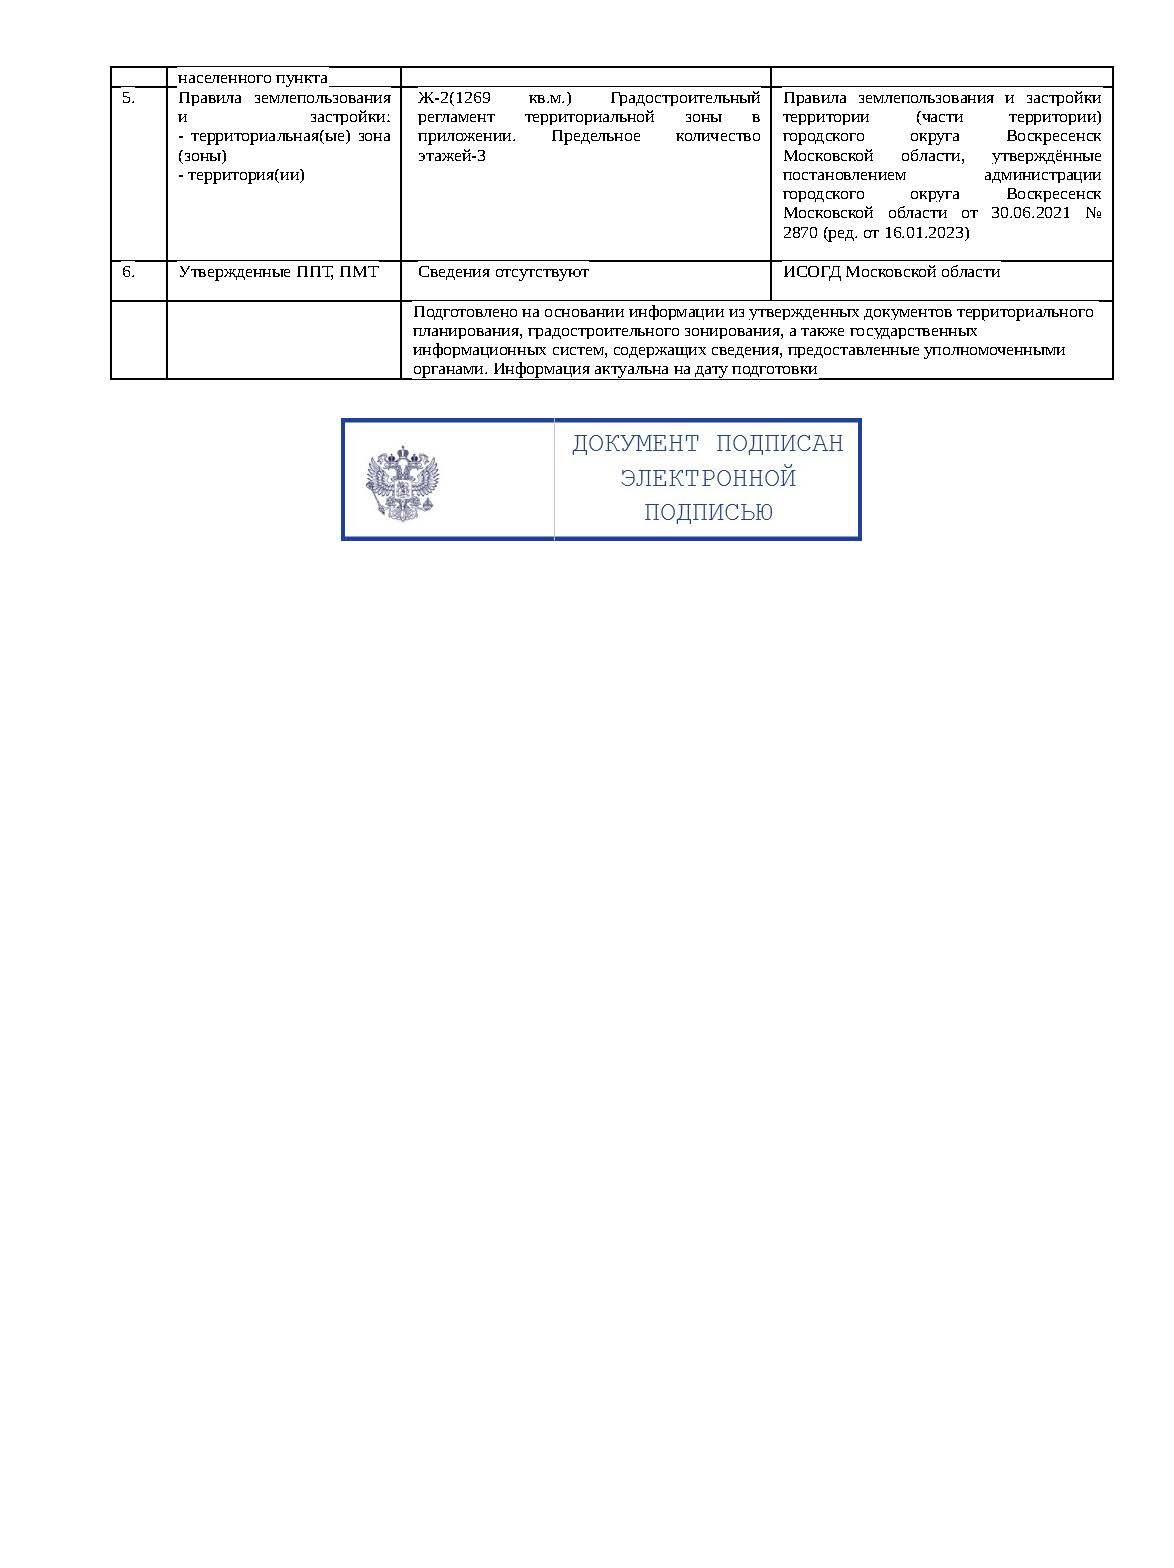 населенного пункта
5.
Правила землепользования
и застройки:
- территориальная(ые) зона
(зоны)
- территория(ии)
Ж-2(1269 кв.м.) Градостроительный
регламент территориальной зоны в
приложении. Предельное количество
этажей-3
Правила землепользования и застройки
территории (части территории)
городского округа Воскресенск
Московской области, утверждённые
постановлением администрации
городского округа Воскресенск
Московской области от 30.06.2021 №
2870 (ред. от 16.01.2023)
6.
Утвержденные ППТ, ПМТ
Сведения отсутствуют
ИСОГД Московской области
Подготовлено на основании информации из утвержденных документов территориального
планирования, градостроительного зонирования, а также государственных
информационных систем, содержащих сведения, предоставленные уполномоченными
органами. Информация актуальна на дату подготовки
ДОКУМЕНТ ПОДПИСАН
ЭЛЕКТРОННОЙ
ПОДПИСЬЮ